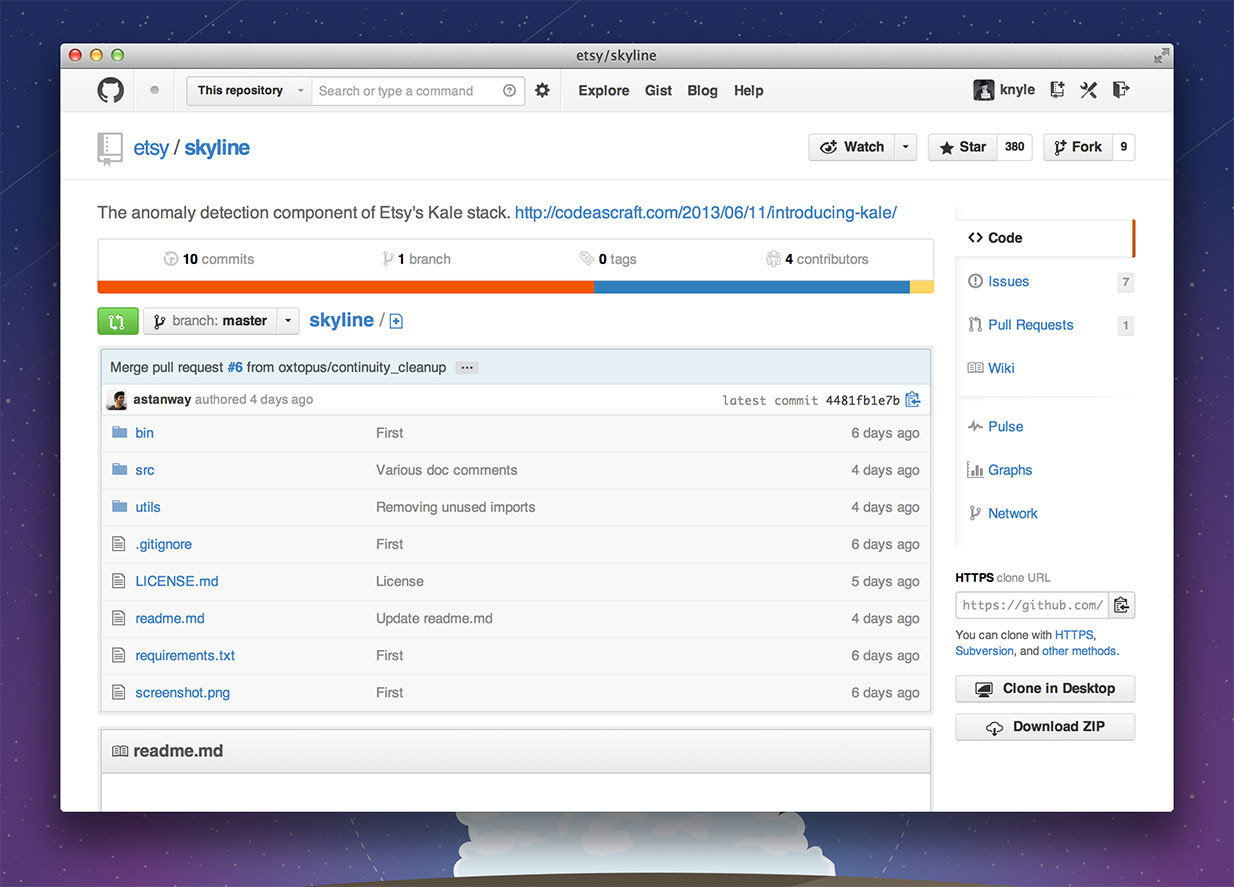 etsy/skyline
This repository Search or type a command Explore Gist Blog Help knyle
etsy / skyline Watch Star 380 Fork 9
The anomaly detection component of Etsy's Kale stack. http://codeascraft.com/2013/06/11/introducing-kale/
10 commits 1 branch 0 tags 4 contributors
branch: master skyline /
Merge pull request #6 from oxtopus/continuity_cleanup ...
astanway authored 4 days ago latest commit 4481fb1e7b
bin First 6 days ago
src Various doc comments 4 days ago
utils Removing unused imports 4 days ago
.gitignore First 6 days ago
LICENSE.md License 5 days ago
readme.md Update readme.md 4 days ago
requirements.txt First 6 days ago
screenshot.png First 6 days ago
readme.md
Code
Issues 7
Pull Requests 1
Wiki
Pulse
Graphs
Network
HTTPS clone URL
https://github.com/
You can clone with HTTPS,
Subversion, and other methods.
Clone in Desktop
Download ZIP